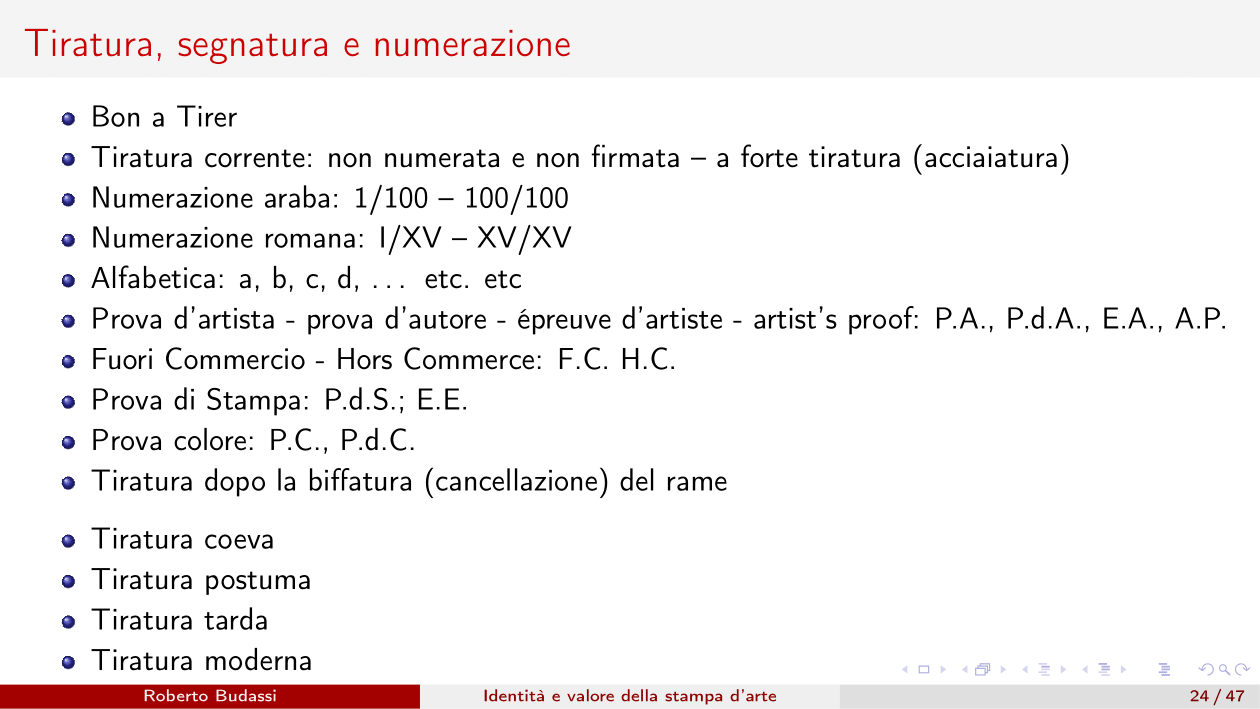 Tiratura, segnatura e numerazione
Bon a Tirer
Tiratura corrente: non numerata e non firmata – a forte tiratura (acciaiatura)
Numerazione araba: 1/100 – 100/100
Numerazione romana: I/XV – XV/XV
Alfabetica: a, b, c, d, . . . etc. etc
Prova d'artista - prova d'autore - épreuve d'artiste - artist's proof: P.A., P.d.A., E.A., A.P.
Fuori Commercio - Hors Commerce: F.C. H.C.
Prova di Stampa: P.d.S.; E.E.
Prova colore: P.C., P.d.C.
Tiratura dopo la biffatura (cancellazione) del rame
Tiratura coeva
Tiratura postuma
Tiratura tarda
Tiratura moderna
Roberto Budassi Identità e valore della stampa d'arte 24 / 47